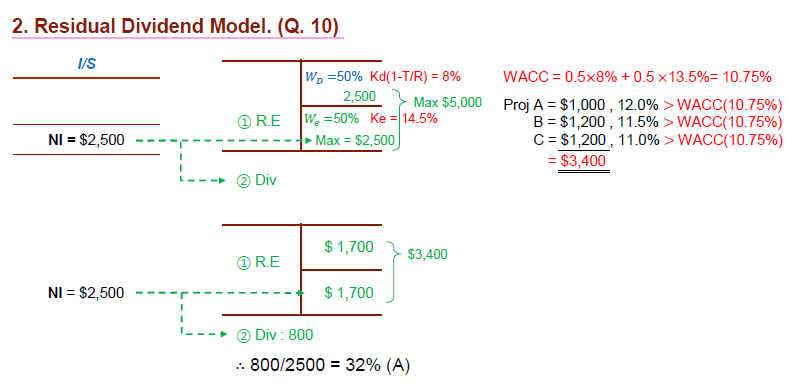 2. Residual Dividend Model. (Q. 10)
I/S
W_D =50% Kd(1-T/R) = 8%
WACC = 0.5×8% + 0.5 ×13.5%= 10.75%
2,500
Max $5,000
Proj A = $1,000 , 12.0% > WACC(10.75%)
① R.E
W_e =50% Ke = 14.5%
B = $1,200 , 11.5% > WACC(10.75%)
NI = $2,500
Max = $2,500
C = $1,200 , 11.0% > WACC(10.75%)
= $3,400
② Div
$ 1,700
$3,400
① R.E
NI = $2,500
$ 1,700
② Div : 800
∴ 800/2500 = 32% (A)